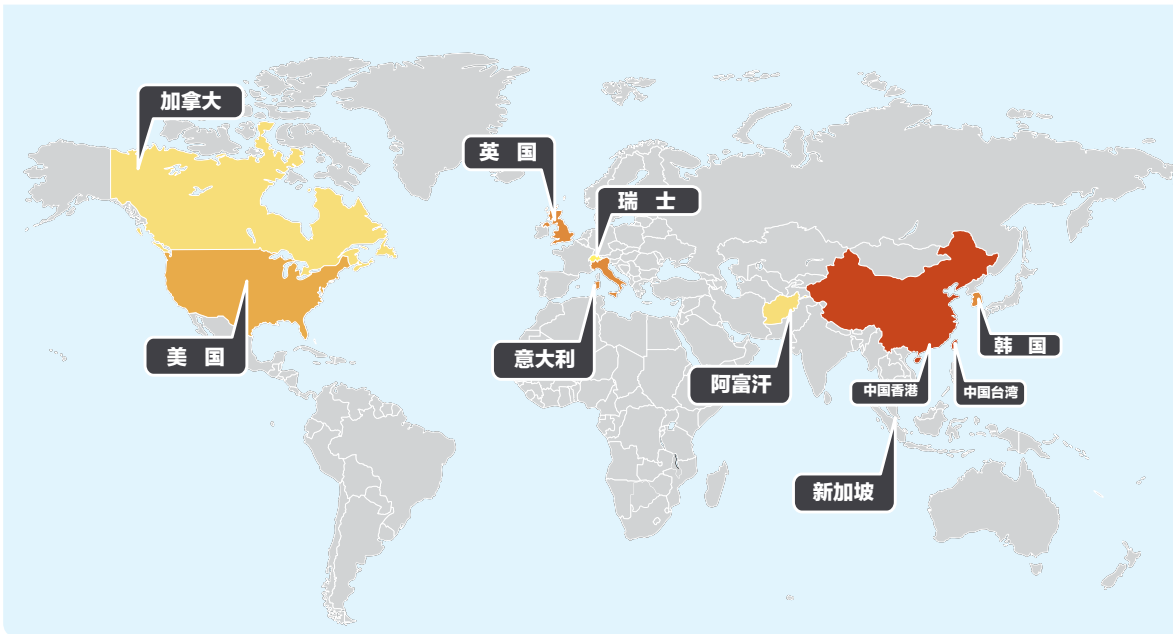 加拿大
英 国
瑞 士
美 国
意大利
阿富汗
韩 国
中国香港
中国台湾
新加坡